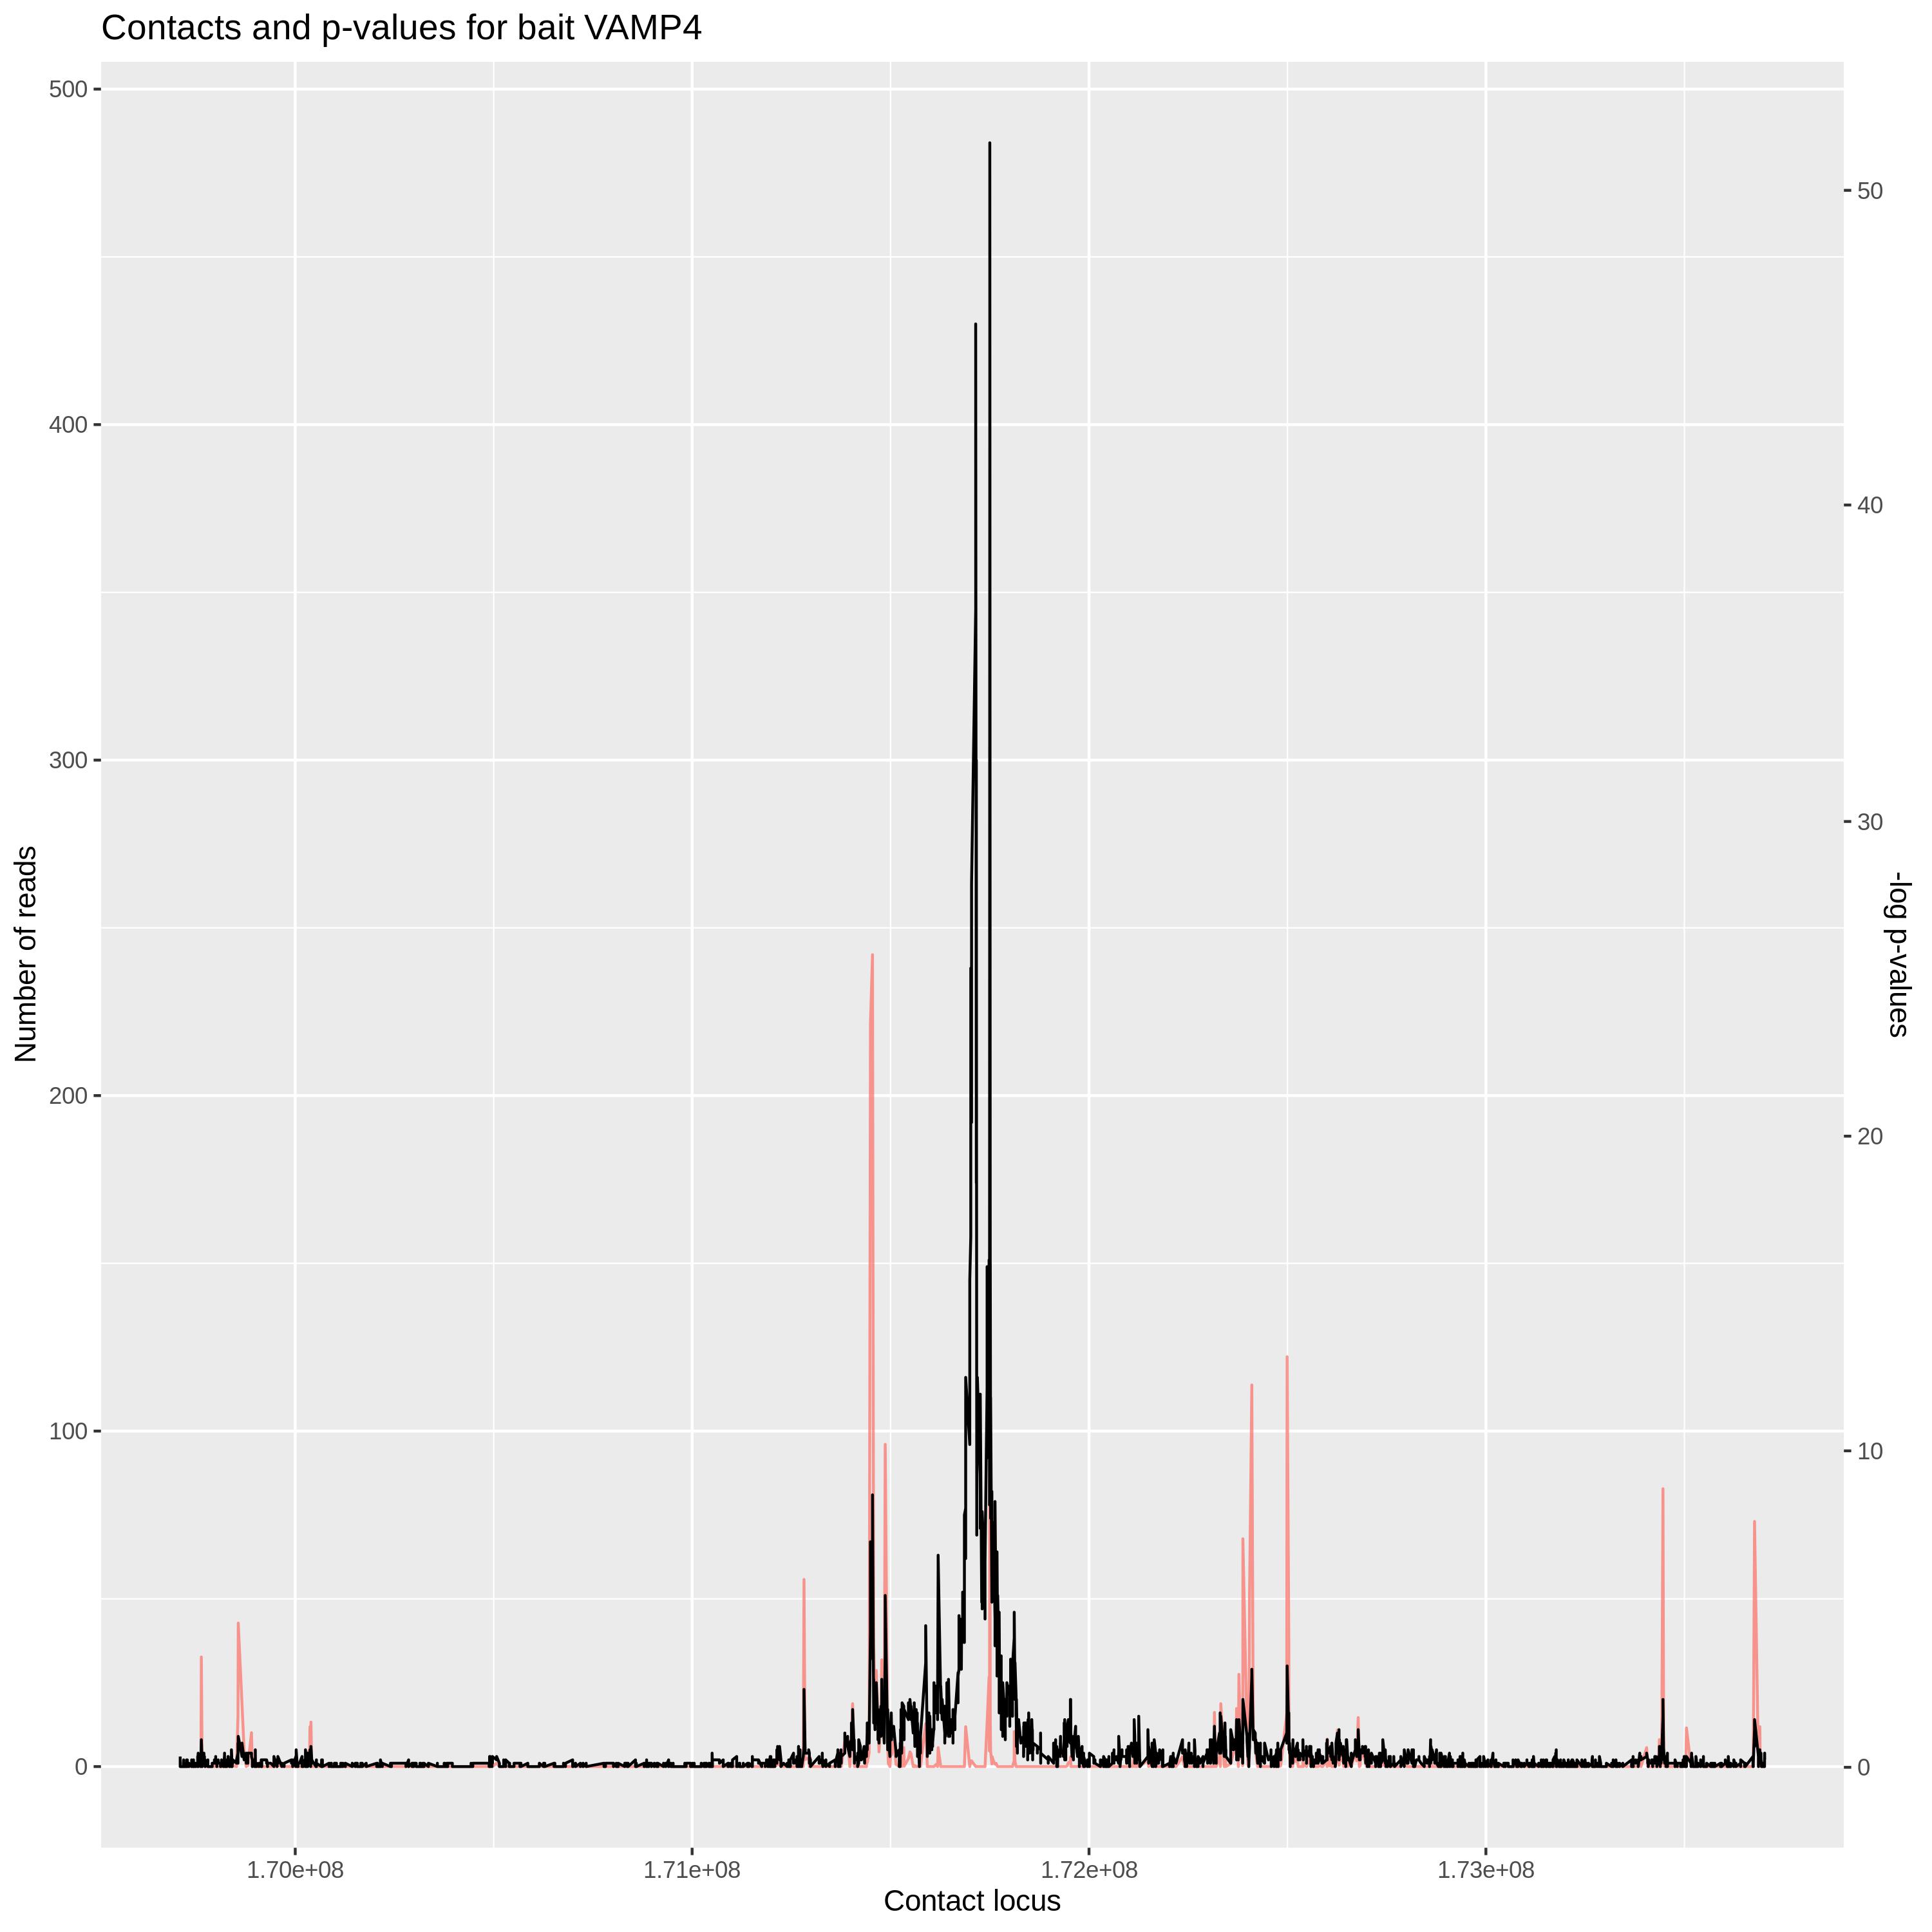 Contacts and p-values for bait VAMP4
500
400
300
200
100
0
Number of reads
50
40
30
20
10
0
-log p-values
1.70e+08
1.71e+08
1.72e+08
1.73e+08
Contact locus